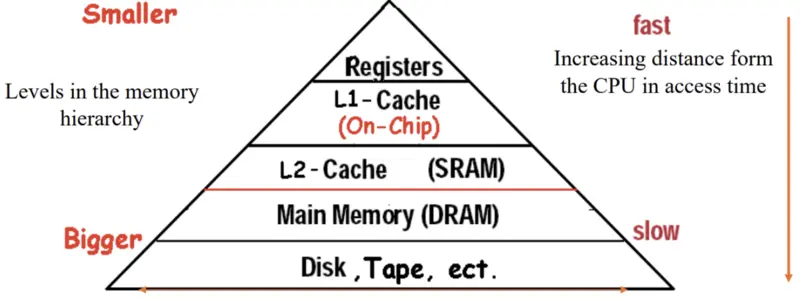 Smaller
fast
Increasing distance form
the CPU in access time
Levels in the memory
hierarchy
Registers
L1-Cache
(On-Chip)
L2-Cache (SRAM)
Main Memory (DRAM)
Bigger
slow
Disk ,Tape, ect.